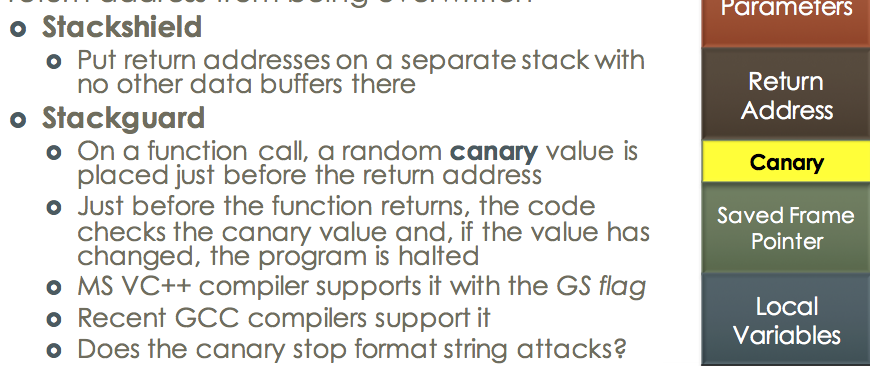 Stackshield
Put return addresses on a separate stack with
no other data buffers there
Stackguard
On a function call, a random canary value is
placed just before the return address
Just before the function returns, the code
checks the canary value and, if the value has
changed, the program is halted
MS VC++ compiler supports it with the GS flag
Recent GCC compilers support it
Does the canary stop format string attacks?
Parameters
Return
Address
Canary
Saved Frame
Pointer
Local
Variables